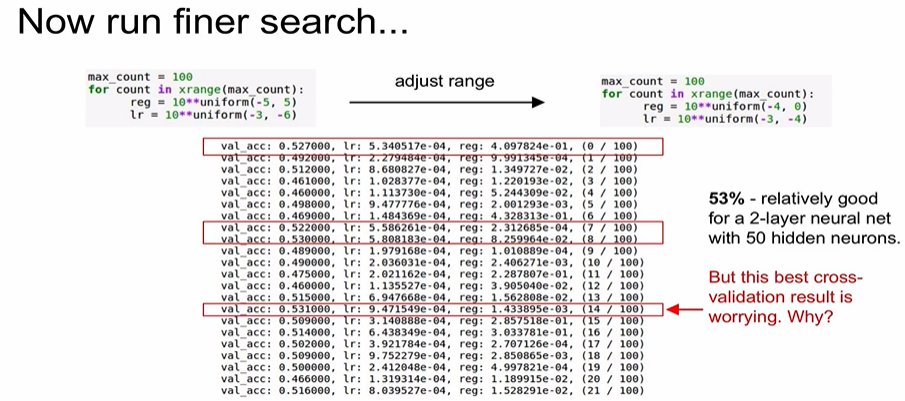 Now run finer search...
max_count = 100
for count in xrange(max_count):
reg = 10**uniform(-5, 5)
lr = 10**uniform(-3, -6)
adjust range
max_count = 100
for count in xrange(max_count):
reg = 10**uniform(-4, 0)
lr = 10**uniform(-3, -4)
val_acc: 0.527000, lr: 5.340517e-04, reg: 4.097824e-01, (0 / 100)
val_acc: 0.492000, lr: 2.279484e-04, reg: 9.991345e-04, (1 / 100)
val_acc: 0.512000, lr: 8.680827e-04, reg: 1.349727e-02, (2 / 100)
val_acc: 0.461000, lr: 1.028377e-04, reg: 1.220193e-02, (3 / 100)
val_acc: 0.460000, lr: 1.113730e-04, reg: 5.244309e-02, (4 / 100)
val_acc: 0.498000, lr: 9.477776e-04, reg: 2.001293e-03, (5 / 100)
val_acc: 0.469000, lr: 1.484369e-04, reg: 4.328313e-01, (6 / 100)
val_acc: 0.522000, lr: 5.586261e-04, reg: 2.312685e-04, (7 / 100)
val_acc: 0.530000, lr: 5.808183e-04, reg: 8.259964e-02, (8 / 100)
val_acc: 0.489000, lr: 1.979168e-04, reg: 1.010889e-04, (9 / 100)
val_acc: 0.490000, lr: 2.036031e-04, reg: 2.406271e-03, (10 / 100)
val_acc: 0.475000, lr: 2.021162e-04, reg: 2.287807e-01, (11 / 100)
val_acc: 0.460000, lr: 1.135527e-04, reg: 3.905040e-02, (12 / 100)
val_acc: 0.515000, lr: 6.947668e-04, reg: 1.562808e-02, (13 / 100)
val_acc: 0.531000, lr: 9.471549e-04, reg: 1.433895e-03, (14 / 100)
val_acc: 0.509000, lr: 3.140888e-04, reg: 2.857518e-01, (15 / 100)
val_acc: 0.514000, lr: 6.438349e-04, reg: 3.033781e-01, (16 / 100)
val_acc: 0.502000, lr: 3.921784e-04, reg: 2.707126e-04, (17 / 100)
val_acc: 0.509000, lr: 9.752279e-04, reg: 2.850865e-03, (18 / 100)
val_acc: 0.500000, lr: 2.412048e-04, reg: 4.997821e-04, (19 / 100)
val_acc: 0.466000, lr: 1.319314e-04, reg: 1.189915e-02, (20 / 100)
val_acc: 0.516000, lr: 8.039527e-04, reg: 1.528291e-02, (21 / 100)
53% - relatively good
for a 2-layer neural net
with 50 hidden neurons.
But this best cross-
validation result is
worrying. Why?